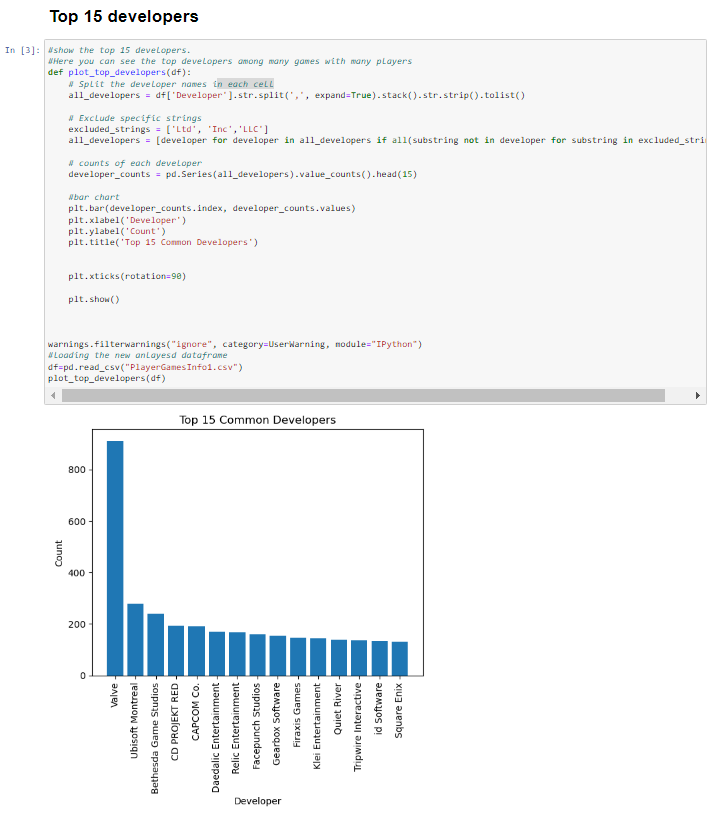 Top 15 developers
In [3]:
#show the top 15 developers.
#Here you can see the top developers among many games with many players
def plot_top_developers(df):
# Split the developer names in each cell
all_developers = df['Developer'].str.split(',', expand=True).stack().str.strip().tolist()
# Exclude specific strings
excluded_strings = ['Ltd', 'Inc','LLC']
all_developers = [developer for developer in all_developers if all(substring not in developer for substring in excluded_stri
# counts of each developer
developer_counts = pd.Series(all_developers).value_counts().head(15)
#bar chart
plt.bar(developer_counts.index, developer_counts.values)
plt.xlabel('Developer')
plt.ylabel('Count')
plt.title('Top 15 Common Developers')
plt.xticks(rotation=90)
plt.show()
warnings.filterwarnings("ignore", category=UserWarning, module="IPython")
#loading the new anlayesd dataframe
df=pd.read_csv("PlayerGamesInfo1.csv")
plot_top_developers(df)
Top 15 Common Developers
Count
800
600
400
200
0
Valve
Ubisoft Montreal
Bethesda Game Studios
CD PROJEKT RED
CAPCOM Co.
Daedalic Entertainment
Relic Entertainment
Facepunch Studios
Gearbox Software
Firaxis Games
Klei Entertainment
Quiet River
Tripwire Interactive
id Software
Square Enix
Developer